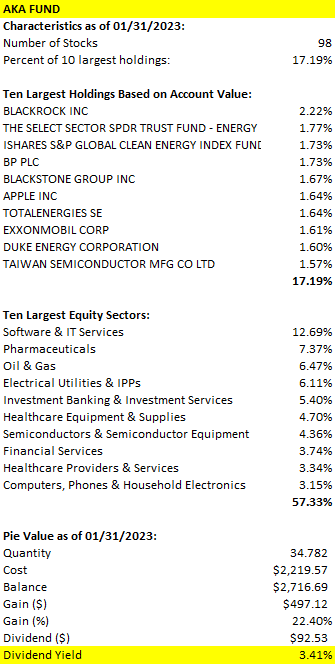 AKA FUND
Characteristics as of 01/31/2023:
Number of Stocks 98
Percent of 10 largest holdings: 17.19%
Ten Largest Holdings Based on Account Value:
BLACKROCK INC 2.22%
THE SELECT SECTOR SPDR TRUST FUND - ENERGY 1.77%
ISHARES S&P GLOBAL CLEAN ENERGY INDEX FUND 1.73%
BP PLC 1.73%
BLACKSTONE GROUP INC 1.67%
APPLE INC 1.64%
TOTALENERGIES SE 1.64%
EXXONMOBIL CORP 1.61%
DUKE ENERGY CORPORATION 1.60%
TAIWAN SEMICONDUCTOR MFG CO LTD 1.57%
17.19%
Ten Largest Equity Sectors:
Software & IT Services 12.69%
Pharmaceuticals 7.37%
Oil & Gas 6.47%
Electrical Utilities & IPPs 6.11%
Investment Banking & Investment Services 5.40%
Healthcare Equipment & Supplies 4.70%
Semiconductors & Semiconductor Equipment 4.36%
Financial Services 3.74%
Healthcare Providers & Services 3.34%
Computers, Phones & Household Electronics 3.15%
57.33%
Pie Value as of 01/31/2023:
Quantity 34.782
Cost $2,219.57
Balance $2,716.69
Gain ($) $497.12
Gain (%) 22.40%
Dividend ($) $92.53
Dividend Yield 3.41%